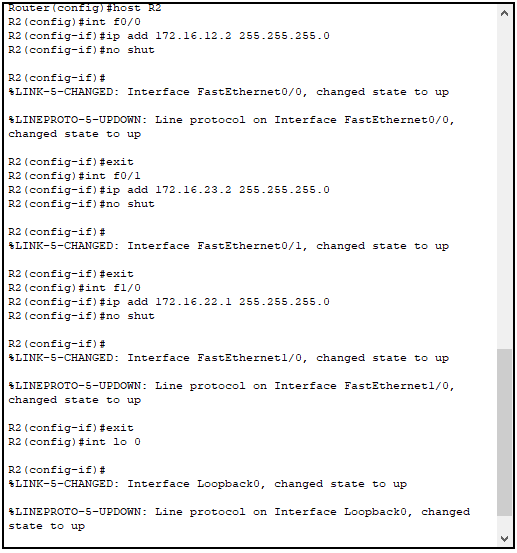 Router(config)#host R2
R2(config)#int f0/0
R2(config-if)#ip add 172.16.12.2 255.255.255.0
R2(config-if)#no shut
R2(config-if)#
%LINK-5-CHANGED: Interface FastEthernet0/0, changed state to up
%LINEPROTO-5-UPDOWN: Line protocol on Interface FastEthernet0/0,
changed state to up
R2(config-if)#exit
R2(config)#int f0/1
R2(config-if)#ip add 172.16.23.2 255.255.255.0
R2(config-if)#no shut
R2(config-if)#
%LINK-5-CHANGED: Interface FastEthernet0/1, changed state to up
R2(config-if)#exit
R2(config)#int f1/0
R2(config-if)#ip add 172.16.22.1 255.255.255.0
R2(config-if)#no shut
R2(config-if)#
%LINK-5-CHANGED: Interface FastEthernet1/0, changed state to up
%LINEPROTO-5-UPDOWN: Line protocol on Interface FastEthernet1/0,
changed state to up
R2(config-if)#exit
R2(config)#int lo 0
R2(config-if)#
%LINK-5-CHANGED: Interface Loopback0, changed state to up
%LINEPROTO-5-UPDOWN: Line protocol on Interface Loopback0, changed
state to up